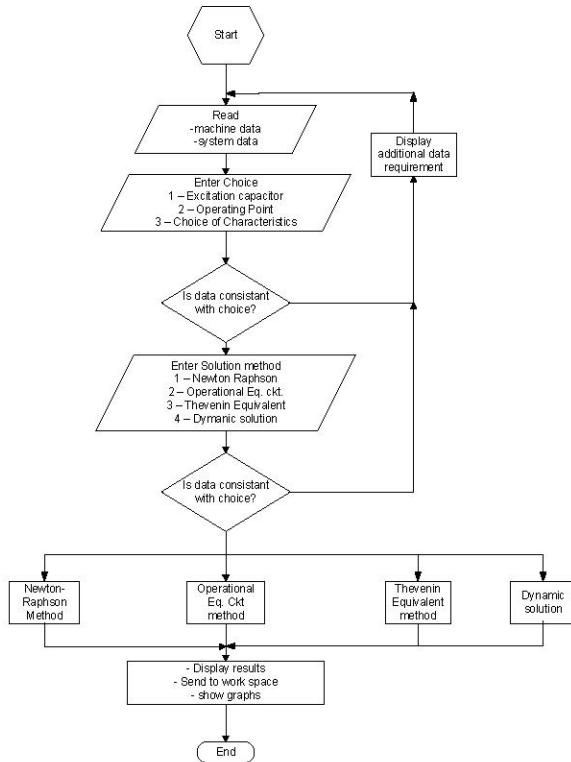 Start
Read
-machine data
-system data
Display
additional data
requirement
Enter Choice
1 – Excitation capacitor
2 – Operating Point
3 – Choice of Characteristics
Is data consistant
with choice?
Enter Solution method
1 – Newton Raphson
2 – Operational Eq. ckt.
3 – Thevenin Equivalent
4 – Dymanic solution
Is data consistant
with choice?
Newton-
Raphson
Method
Operational
Eq. Ckt
method
Thevenin
Equivalent
method
Dynamic
solution
- Display results
- Send to work space
- show graphs
End